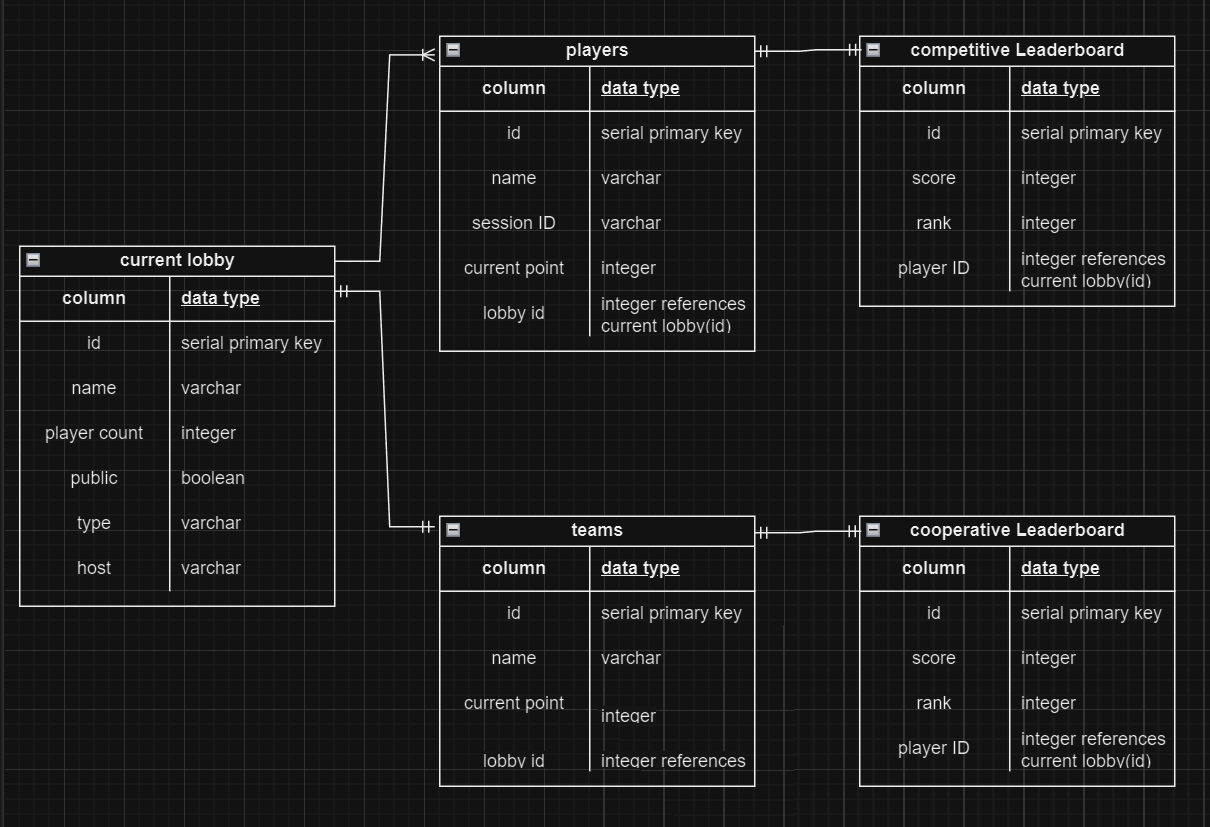 players
column data type
id serial primary key
name varchar
session ID varchar
current point integer
lobby id integer references
current lobby(id)
competitive Leaderboard
column data type
id serial primary key
score integer
rank integer
player ID integer references
current lobby(id)
current lobby
column data type
id serial primary key
name varchar
player count integer
public boolean
type varchar
host varchar
teams
column data type
id serial primary key
name varchar
current point integer
lobby id integer references
cooperative Leaderboard
column data type
id serial primary key
score integer
rank integer
player ID integer references
current lobby(id)